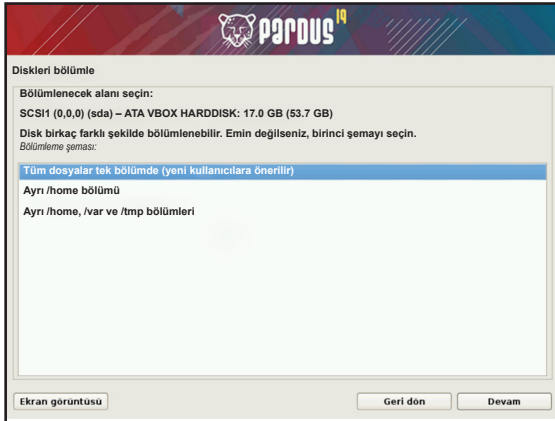 PARDUS 19
Diskleri bölümle
Bölümlenecek alanı seçin:
SCSI1 (0,0,0) (sda) – ATA VBOX HARDDISK: 17.0 GB (53.7 GB)
Disk birkaç farklı şekilde bölümlenebilir. Emin değilseniz, birinci şemayı seçin.
Bölümleme şeması:
Tüm dosyalar tek bölümde (yeni kullanıcılara önerilir)
Ayrı /home bölümü
Ayrı /home, /var ve /tmp bölümleri
Ekran görüntüsü
Geri dön
Devam